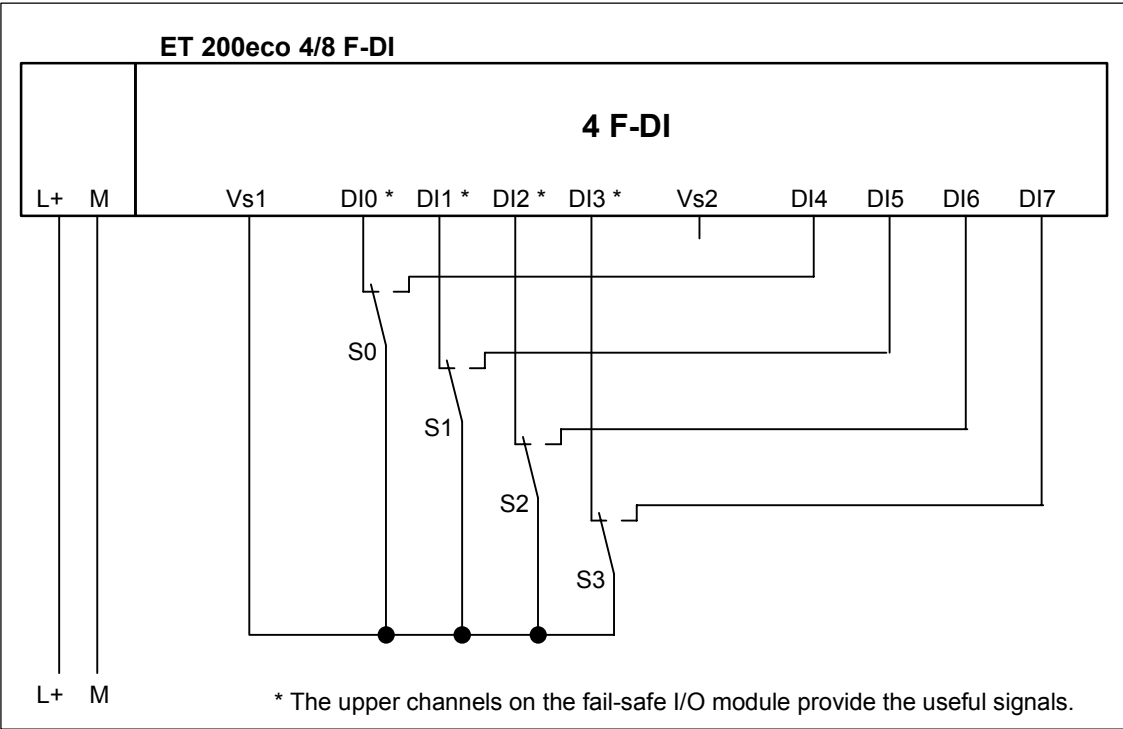 ET 200eco 4/8 F-DI
4 F-DI
L+ M Vs1 DI0 * DI1 * DI2 * DI3 * Vs2 DI4 DI5 DI6 DI7
S0
S1
S2
S3
L+ M
* The upper channels on the fail-safe I/O module provide the useful signals.